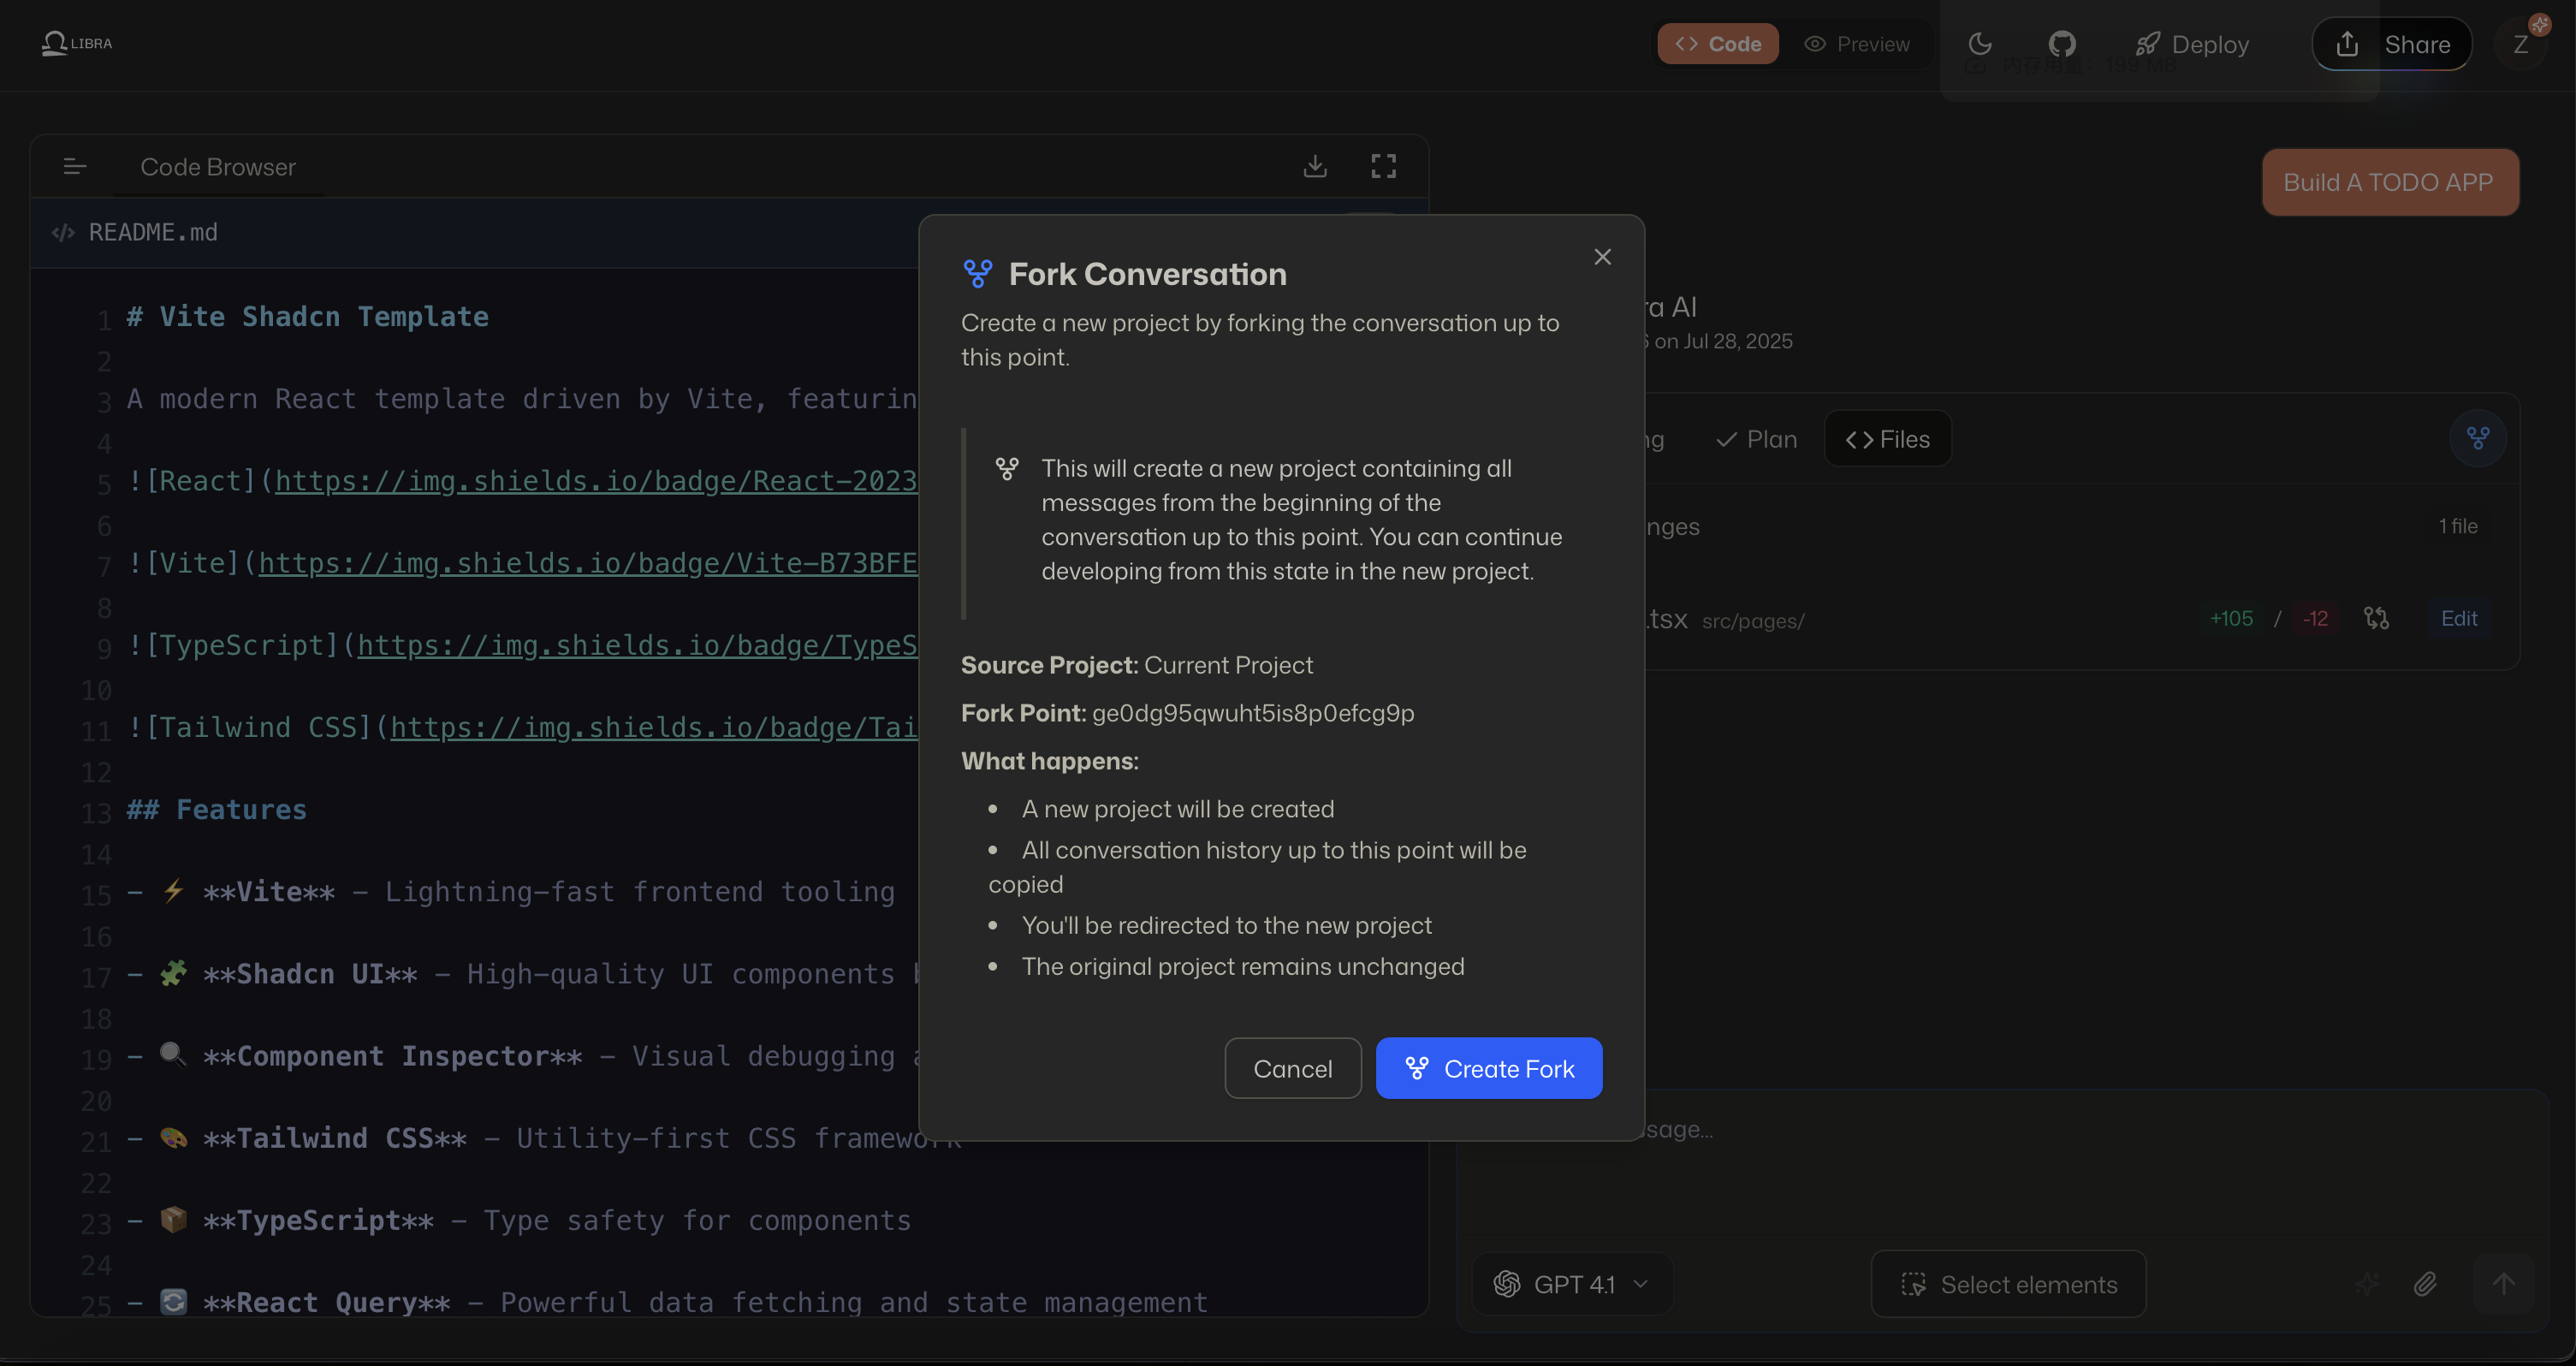 LIBRA
Code
Preview
Deploy
Share
Z
内存用量: 199 MB
Code Browser
Build A TODO APP
README.md
1 # Vite Shadcn Template
2
3 A modern React template driven by Vite, featurin
4
5 ![React](https://img.shields.io/badge/React-2023
6
7 ![Vite](https://img.shields.io/badge/Vite-B73BFE
8
9 ![TypeScript](https://img.shields.io/badge/TypeS
10
11 ![Tailwind CSS](https://img.shields.io/badge/Tai
12
13 ## Features
14
15 - ⚡ **Vite** - Lightning-fast frontend tooling
16
17 - 🧩 **Shadcn UI** - High-quality UI components
18
19 - 🔍 **Component Inspector** - Visual debugging
20
21 - 🎨 **Tailwind CSS** - Utility-first CSS framework
22
23 - 📦 **TypeScript** - Type safety for components
24
25 - 🔄 **React Query** - Powerful data fetching and state management
Fork Conversation
Create a new project by forking the conversation up to
this point.
This will create a new project containing all
messages from the beginning of the
conversation up to this point. You can continue
developing from this state in the new project.
Source Project: Current Project
Fork Point: ge0dg95qwuht5is8p0efcg9p
What happens:
• A new project will be created
• All conversation history up to this point will be
copied
• You'll be redirected to the new project
• The original project remains unchanged
Cancel
Create Fork
ra AI
on Jul 28, 2025
ng
Plan
Files
nges
1 file
.tsx src/pages/
+105 / -12
Edit
sage...
GPT 4.1
Select elements